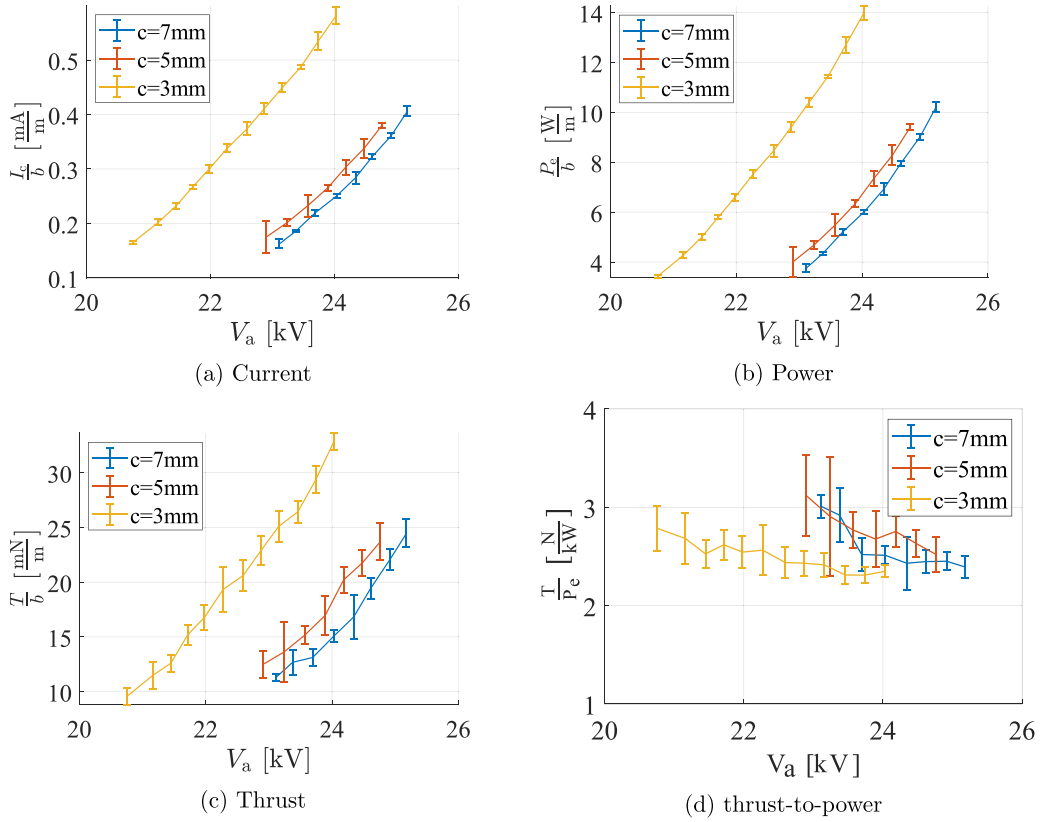 c=7mm
c=5mm
c=3mm
0.5
0.4
0.3
0.2
0.1
I_c/b [mA/m]
20 22 24 26
V_a [kV]
(a) Current
c=7mm
c=5mm
c=3mm
14
12
10
8
6
4
P_e/b [W/m]
20 22 24 26
V_a [kV]
(b) Power
c=7mm
c=5mm
c=3mm
30
25
20
15
10
T/b [mN/m]
20 22 24 26
V_a [kV]
(c) Thrust
c=7mm
c=5mm
c=3mm
4
3
2
1
T/P_e [N/kW]
20 22 24 26
V_a [kV]
(d) thrust-to-power